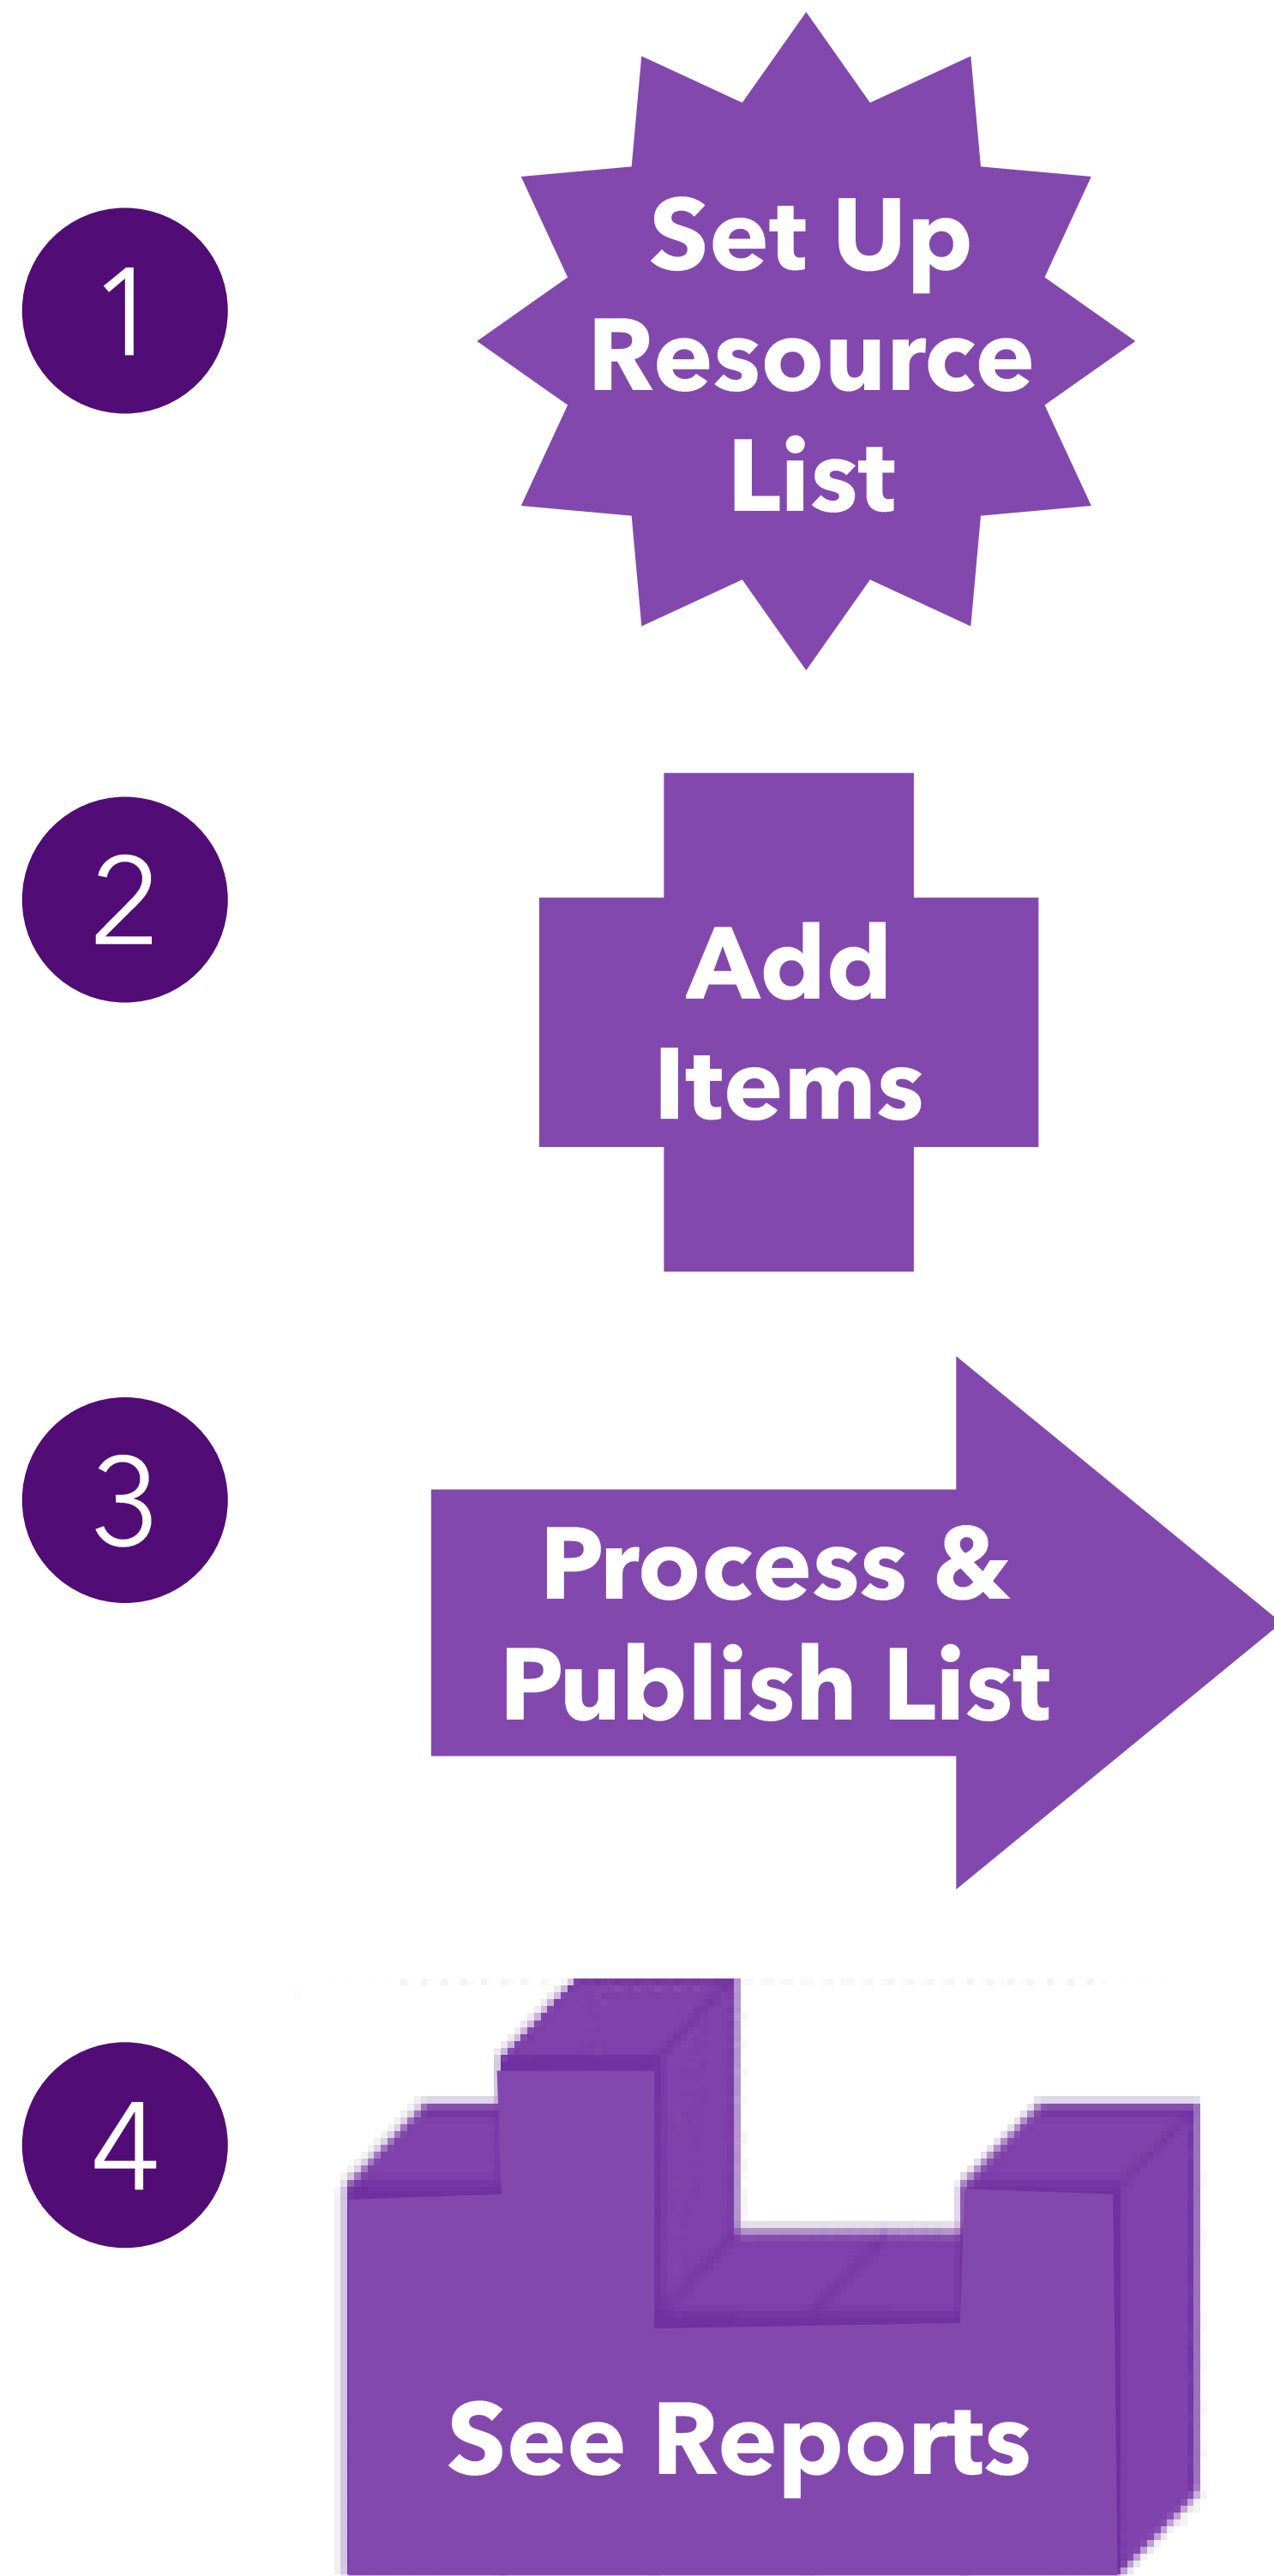 1
Set Up
Resource
List
2
Add
Items
3
Process &
Publish List
4
See Reports